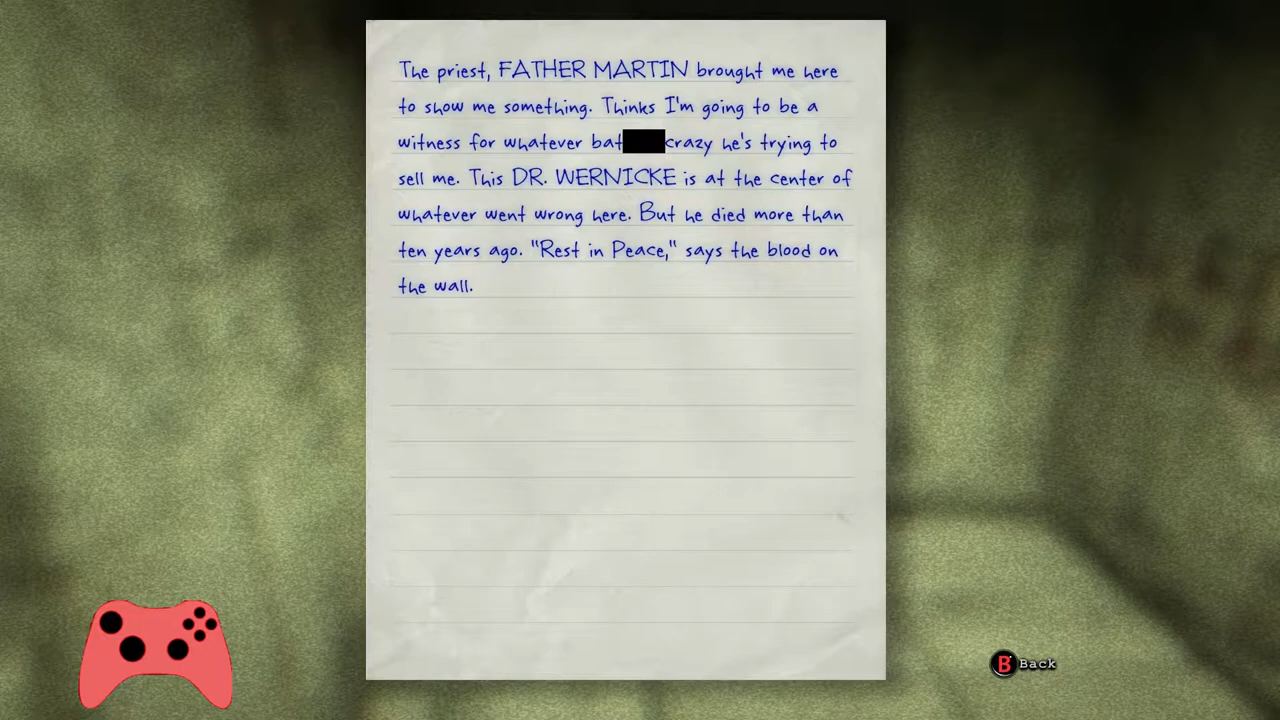 The priest, FATHER MARTIN brought me here
to show me something. Thinks I'm going to be a
witness for whatever bat crazy he's trying to
sell me. This DR. WERNICKE is at the center of
whatever went wrong here. But he died more than
ten years ago. "Rest in Peace," says the blood on
the wall.
B Back